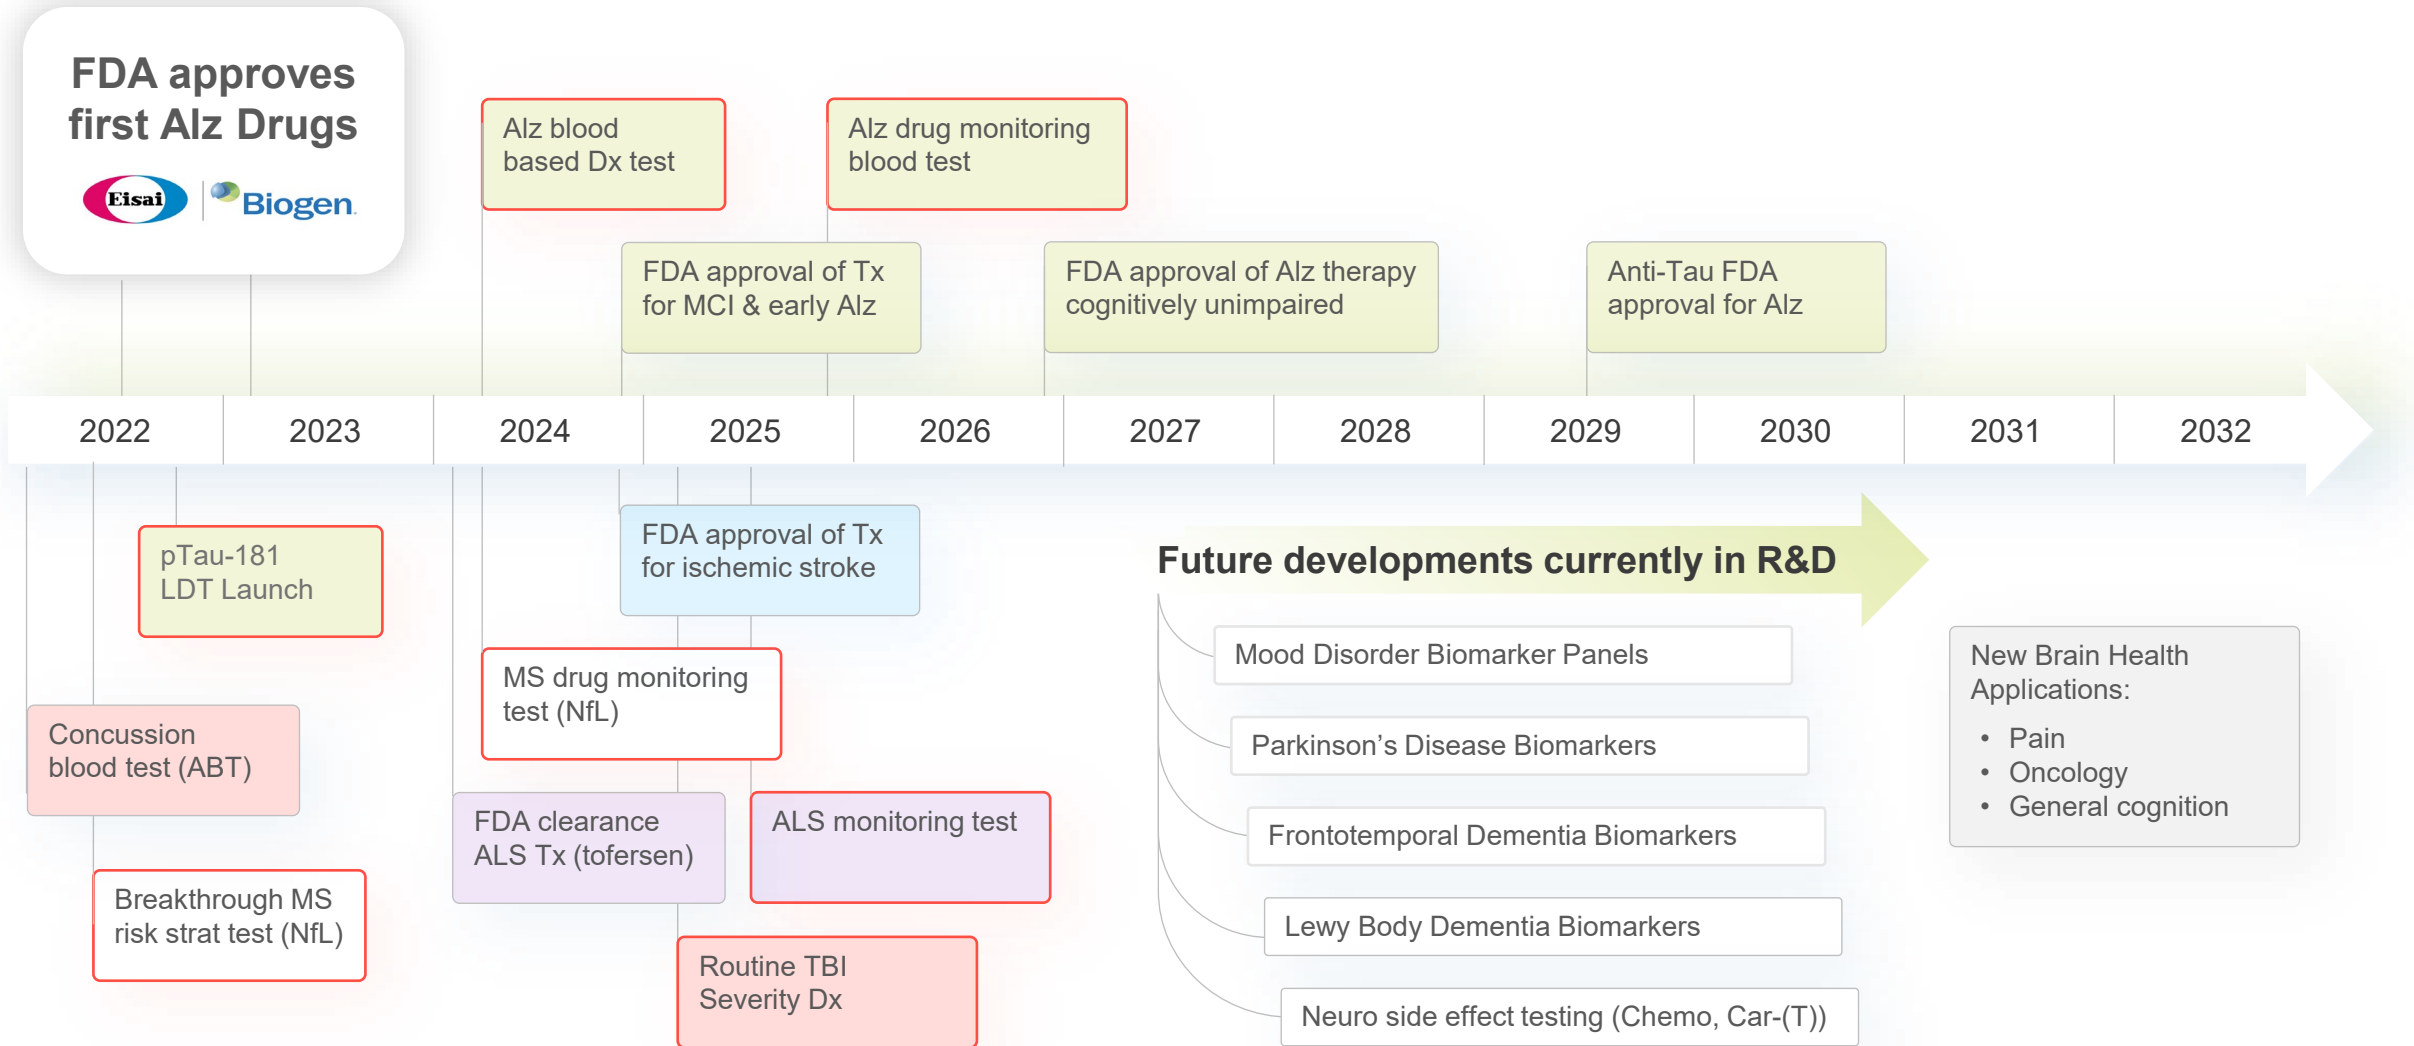 FDA approves
first Alz Drugs
Eisai
Biogen.
Alz blood
based Dx test
Alz drug monitoring
blood test
FDA approval of Tx
for MCI & early Alz
FDA approval of Alz therapy
cognitively unimpaired
Anti-Tau FDA
approval for Alz
2022 2023 2024 2025 2026 2027 2028 2029 2030 2031 2032
pTau-181
LDT Launch
Concussion
blood test (ABT)
Breakthrough MS
risk strat test (NfL)
FDA approval of Tx
for ischemic stroke
MS drug monitoring
test (NfL)
FDA clearance
ALS Tx (tofersen)
ALS monitoring test
Routine TBI
Severity Dx
Future developments currently in R&D
Mood Disorder Biomarker Panels
Parkinson’s Disease Biomarkers
Frontotemporal Dementia Biomarkers
Lewy Body Dementia Biomarkers
Neuro side effect testing (Chemo, Car-(T))
New Brain Health
Applications:
• Pain
• Oncology
• General cognition